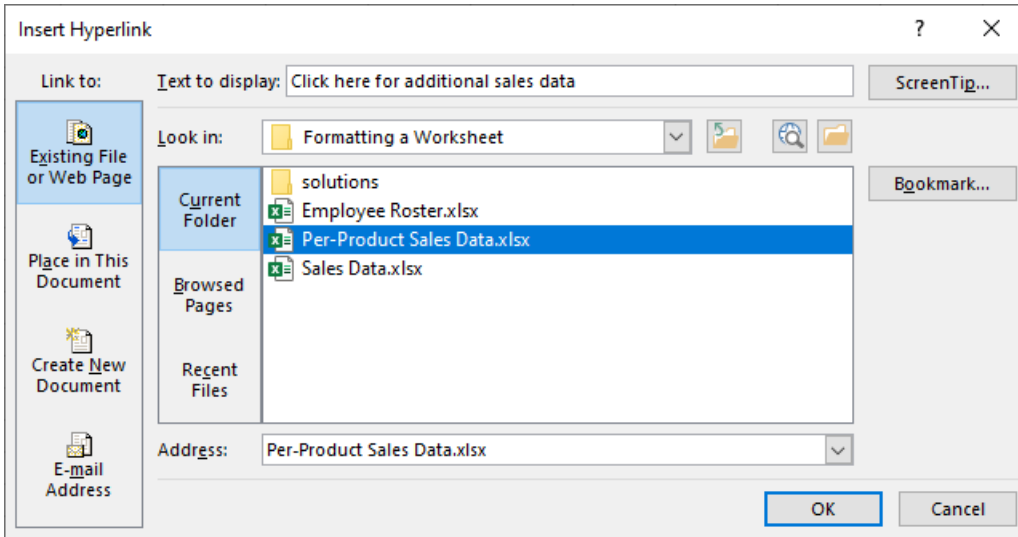 Insert Hyperlink
?
Link to:
Text to display: Click here for additional sales data
ScreenTip...
Existing File
or Web Page
Place in This
Document
Create New
Document
E-mail
Address
Look in: Formatting a Worksheet
Current
Folder
Browsed
Pages
Recent
Files
solutions
Employee Roster.xlsx
Per-Product Sales Data.xlsx
Sales Data.xlsx
Bookmark...
Address: Per-Product Sales Data.xlsx
OK Cancel